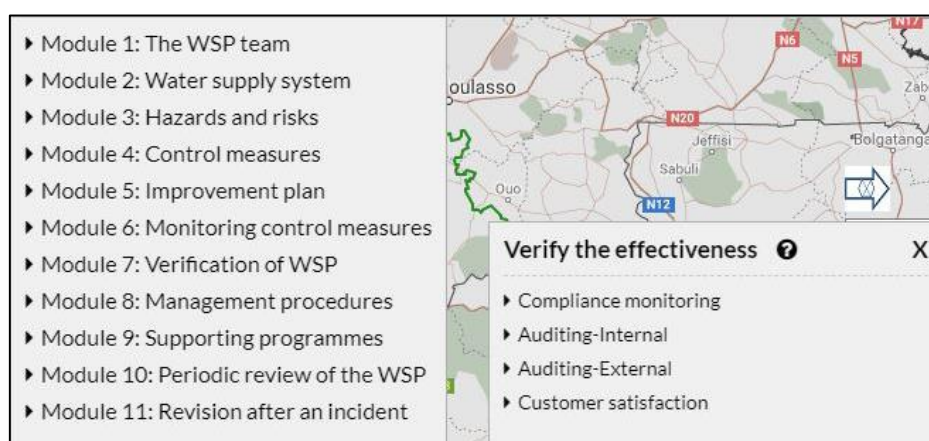 Module 1: The WSP team
Module 2: Water supply system
Module 3: Hazards and risks
Module 4: Control measures
Module 5: Improvement plan
Module 6: Monitoring control measures
Module 7: Verification of WSP
Module 8: Management procedures
Module 9: Supporting programmes
Module 10: Periodic review of the WSP
Module 11: Revision after an incident
N17
N6
N5
oulasso
Zab
N20
Jeffisi
Bolgatanga
Sabuli
Ouo
N12
Verify the effectiveness ? X
Compliance monitoring
Auditing-Internal
Auditing-External
Customer satisfaction